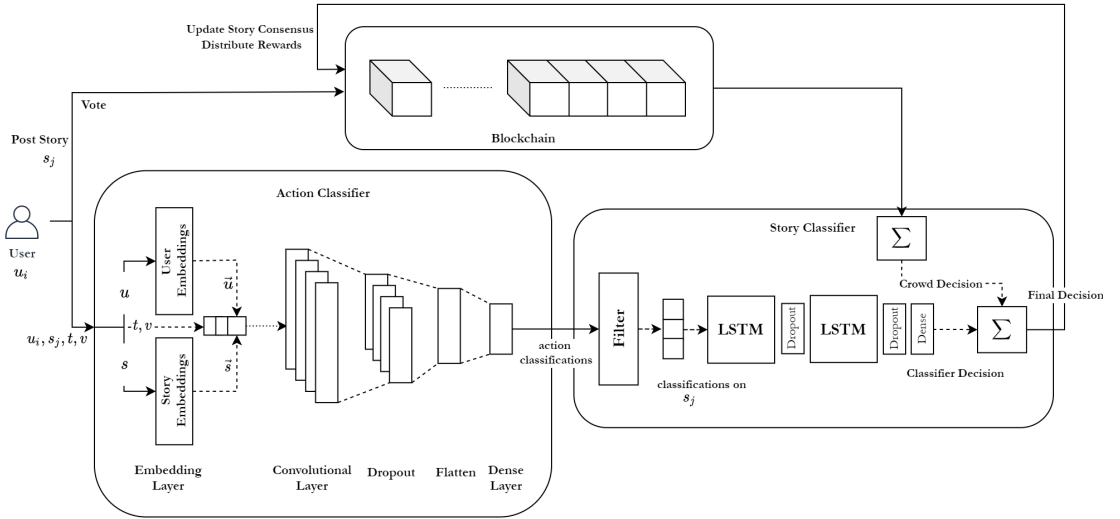 Update Story Consensus
Distribute Rewards
Vote
Blockchain
Post Story
s_j
User
u_i
u_i, s_j, t, v
Action Classifier
User
Embeddings
u
u⃗
t, v
s
s⃗
Story
Embeddings
Embedding
Layer
Convolutional
Layer
Dropout
Flatten
Dense
Layer
action
classifications
Story Classifier
Σ
Crowd Decision
Final Decision
Filter
LSTM
Dropout
LSTM
Dropout
Dense
Σ
Classifier Decision
classifications on
s_j